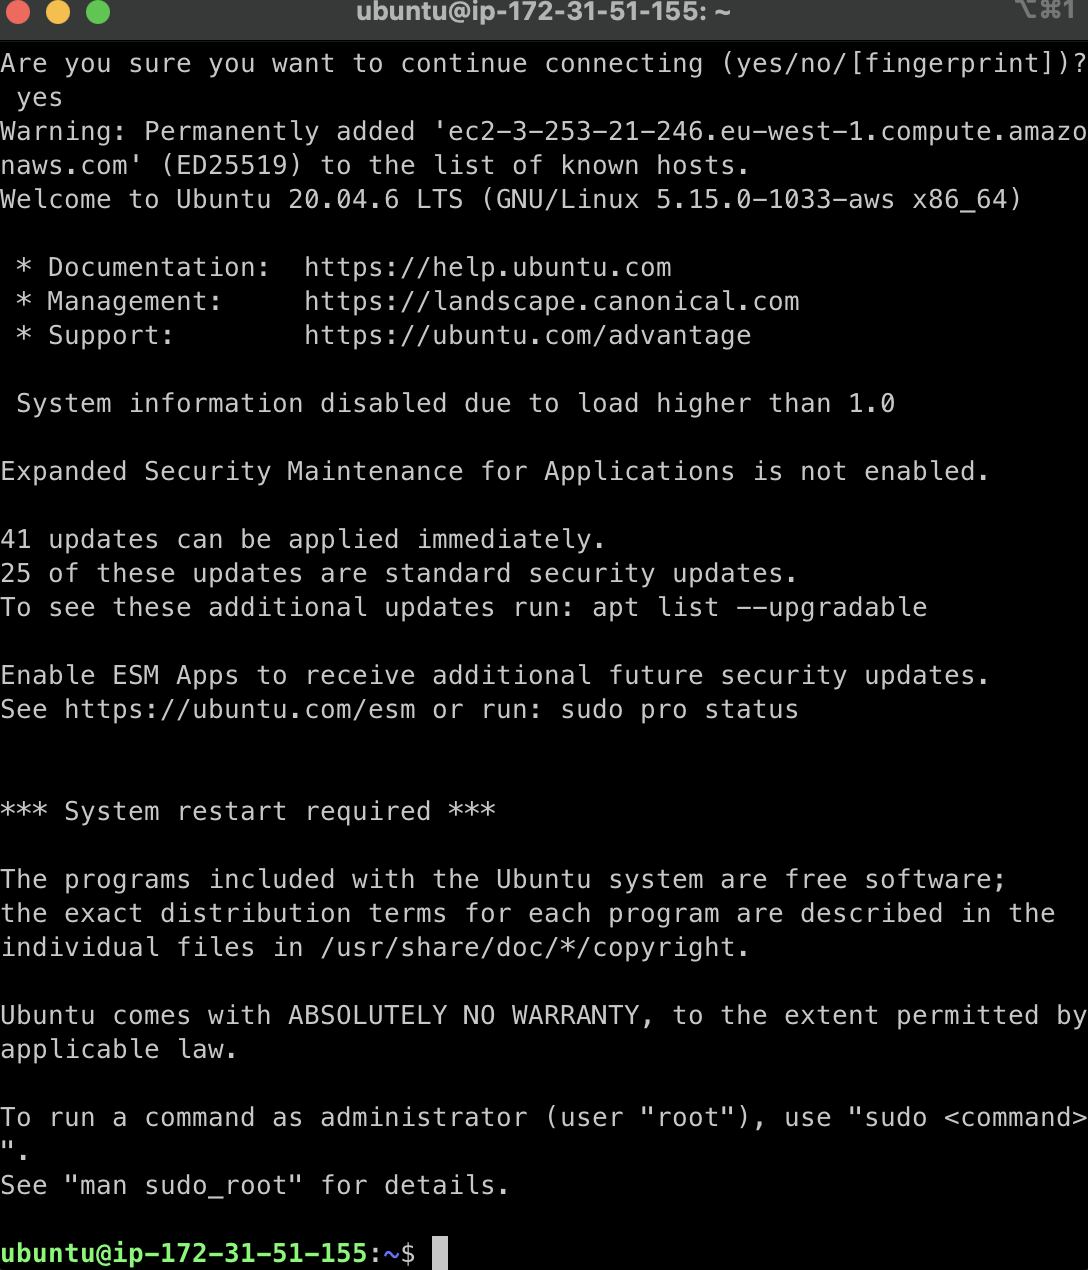 ubuntu@ip-172-31-51-155: ~
⌥⌘1
Are you sure you want to continue connecting (yes/no/[fingerprint])?
 yes
Warning: Permanently added 'ec2-3-253-21-246.eu-west-1.compute.amazo
naws.com' (ED25519) to the list of known hosts.
Welcome to Ubuntu 20.04.6 LTS (GNU/Linux 5.15.0-1033-aws x86_64)

 * Documentation:  https://help.ubuntu.com
 * Management:     https://landscape.canonical.com
 * Support:        https://ubuntu.com/advantage

 System information disabled due to load higher than 1.0

Expanded Security Maintenance for Applications is not enabled.

41 updates can be applied immediately.
25 of these updates are standard security updates.
To see these additional updates run: apt list --upgradable

Enable ESM Apps to receive additional future security updates.
See https://ubuntu.com/esm or run: sudo pro status


*** System restart required ***

The programs included with the Ubuntu system are free software;
the exact distribution terms for each program are described in the
individual files in /usr/share/doc/*/copyright.

Ubuntu comes with ABSOLUTELY NO WARRANTY, to the extent permitted by
applicable law.

To run a command as administrator (user "root"), use "sudo <command>
".
See "man sudo_root" for details.

ubuntu@ip-172-31-51-155:~$